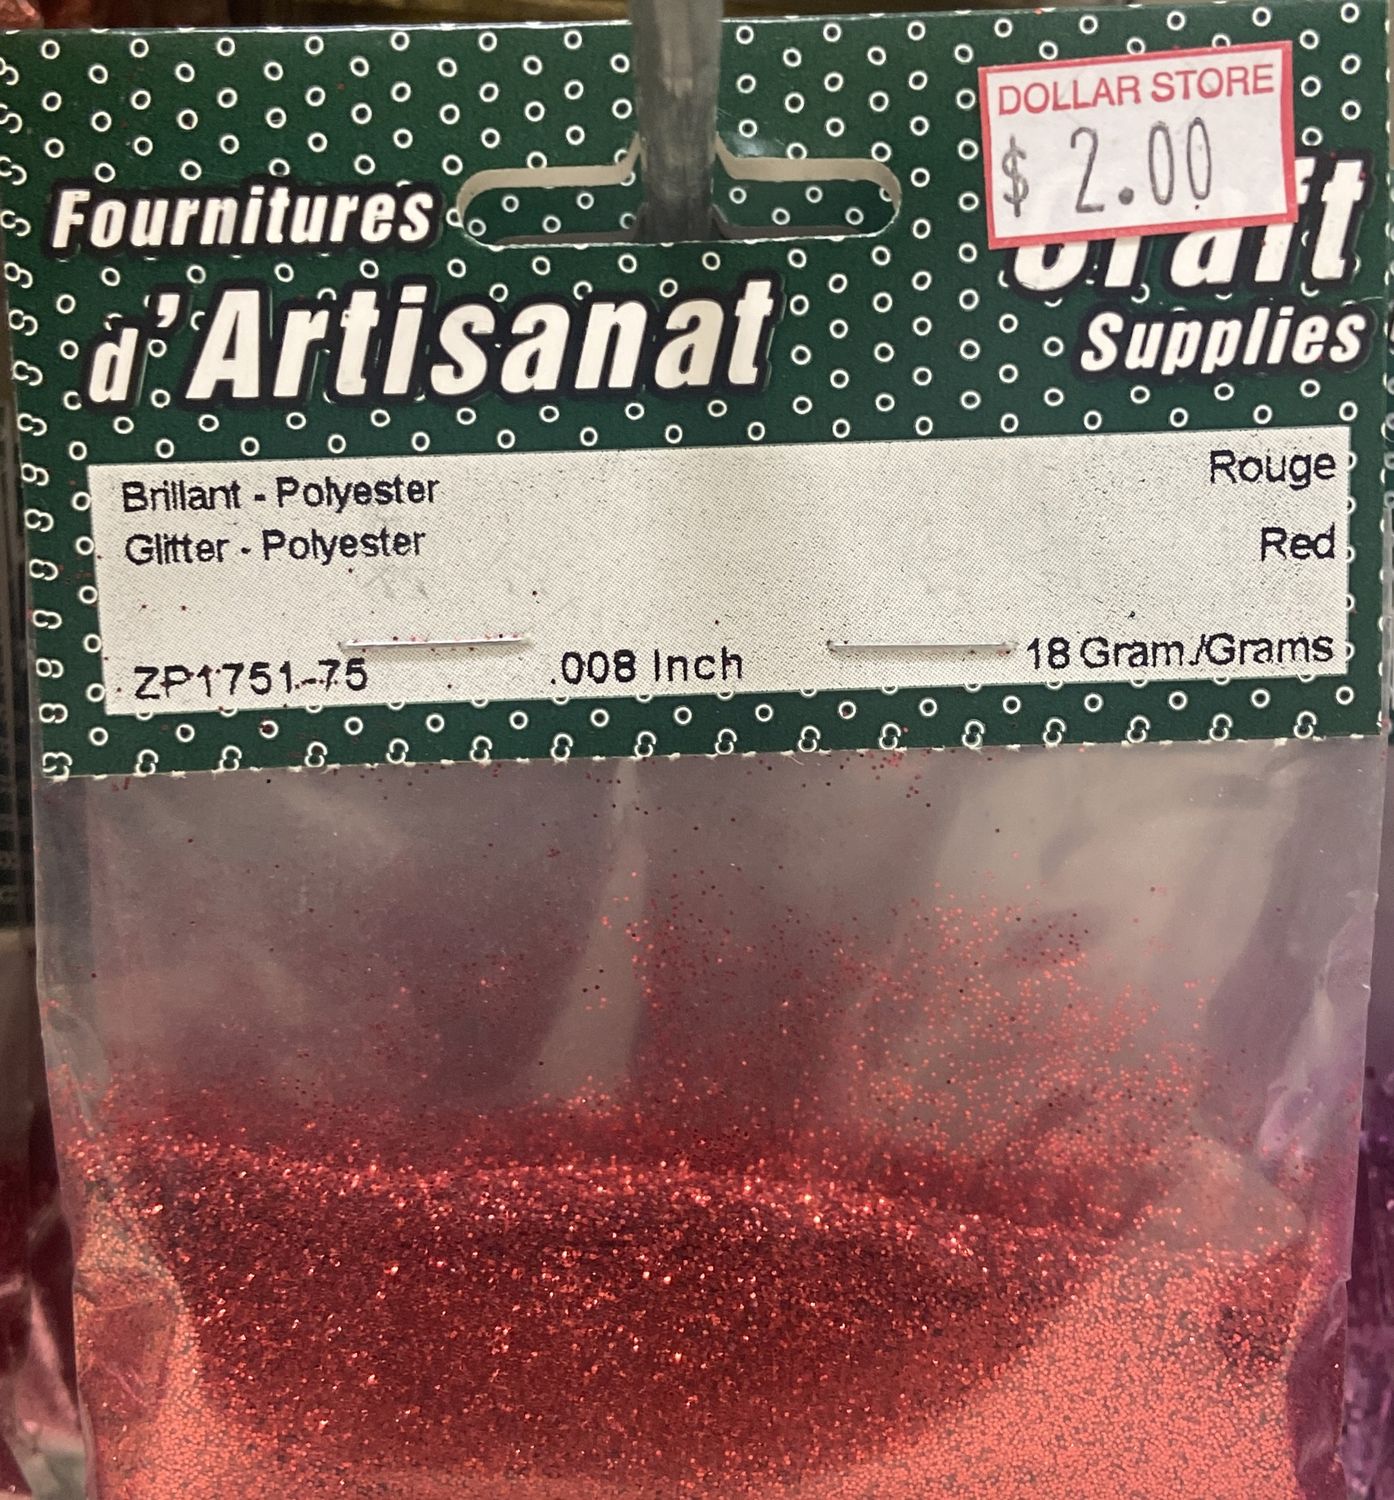 DOLLAR STORE
$ 2.00
Fournitures
d'Artisanat
Craft
Supplies
Brillant - Polyester
Rouge
Glitter - Polyester
Red
ZP1751-75
.008 Inch
18 Gram./Grams